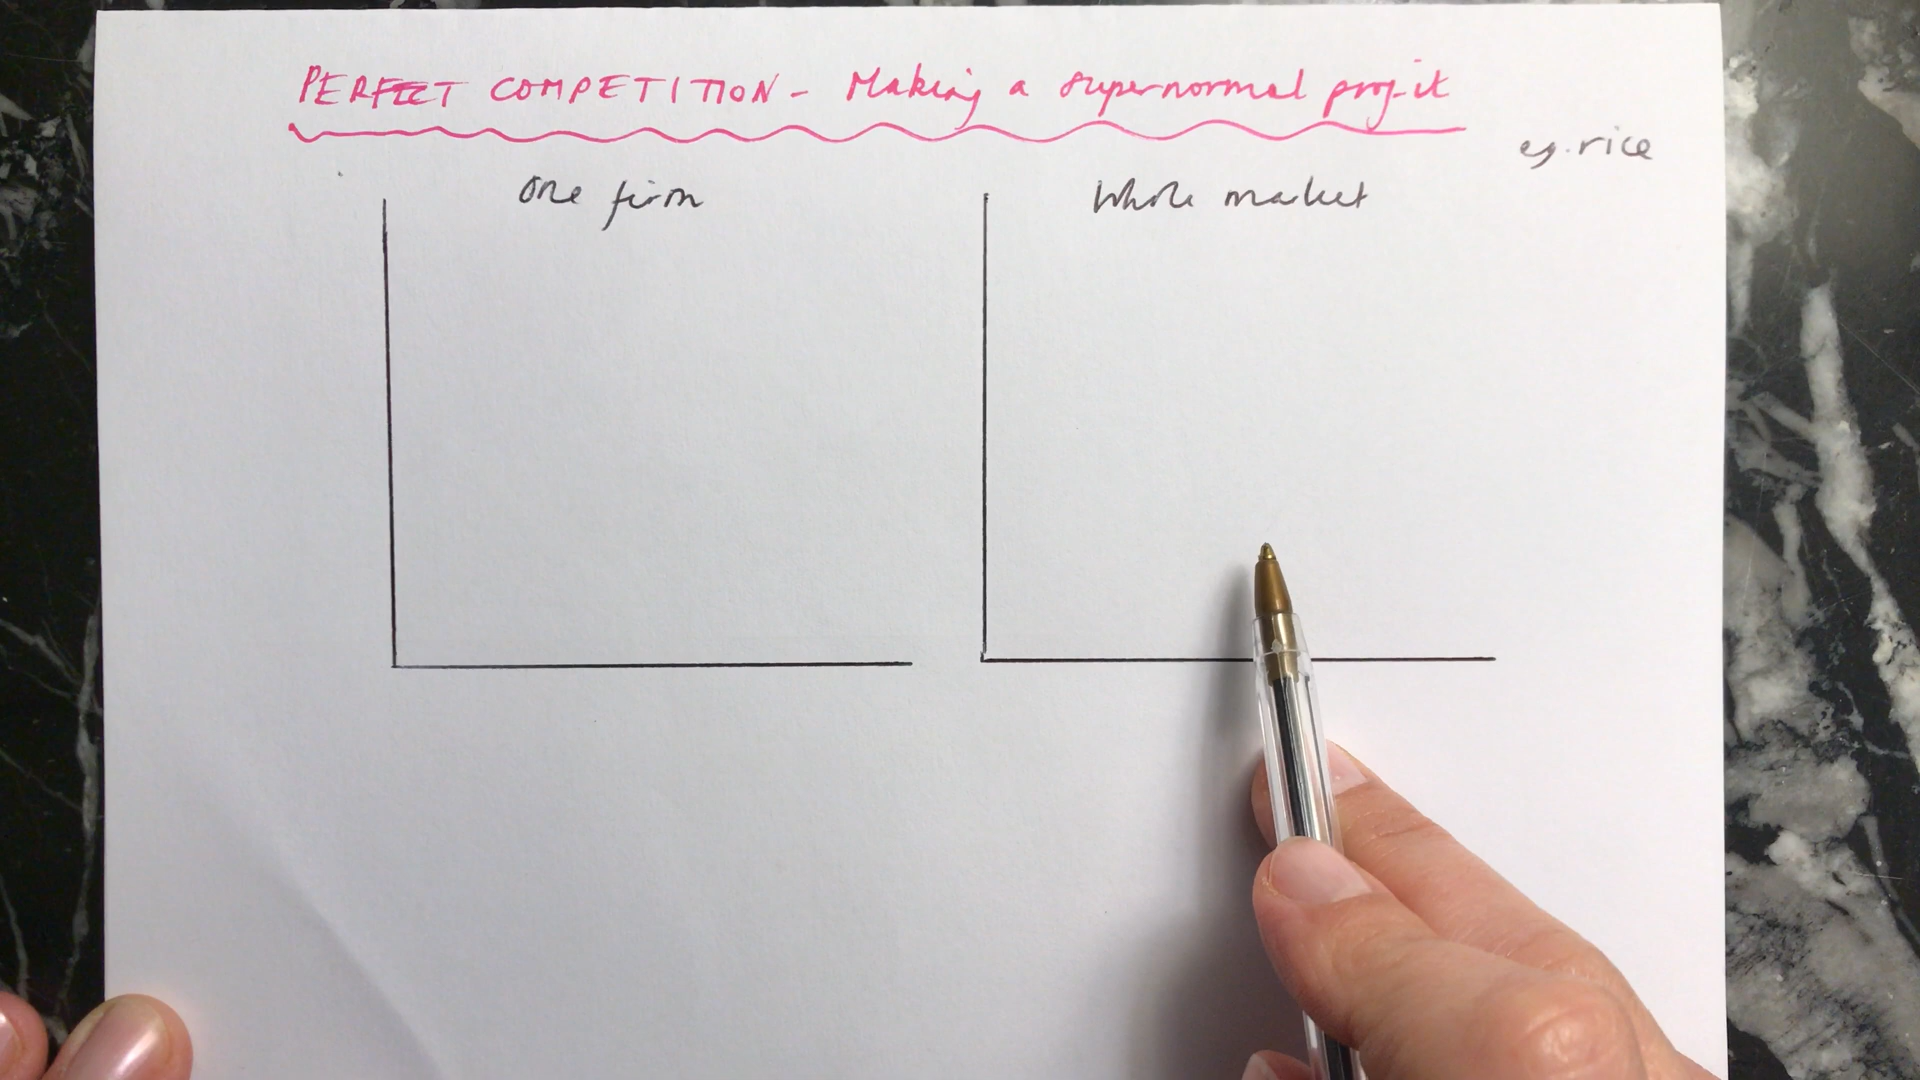 PERFECT COMPETITION - Making a supernormal profit
eg. rice
One firm
Whole market